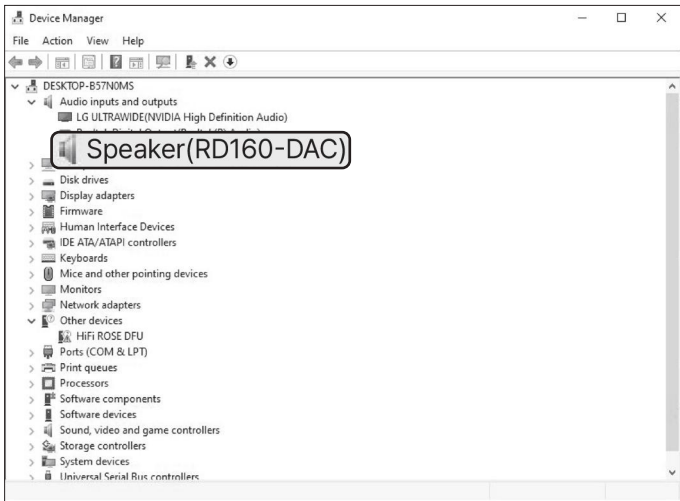 Device Manager
File Action View Help
DESKTOP-B57N0MS
Audio inputs and outputs
LG ULTRAWIDE(NVIDIA High Definition Audio)
Speaker(RD160-DAC)
Disk drives
Display adapters
Firmware
Human Interface Devices
IDE ATA/ATAPI controllers
Keyboards
Mice and other pointing devices
Monitors
Network adapters
Other devices
HiFi ROSE DFU
Ports (COM & LPT)
Print queues
Processors
Software components
Software devices
Sound, video and game controllers
Storage controllers
System devices
Universal Serial Bus controllers